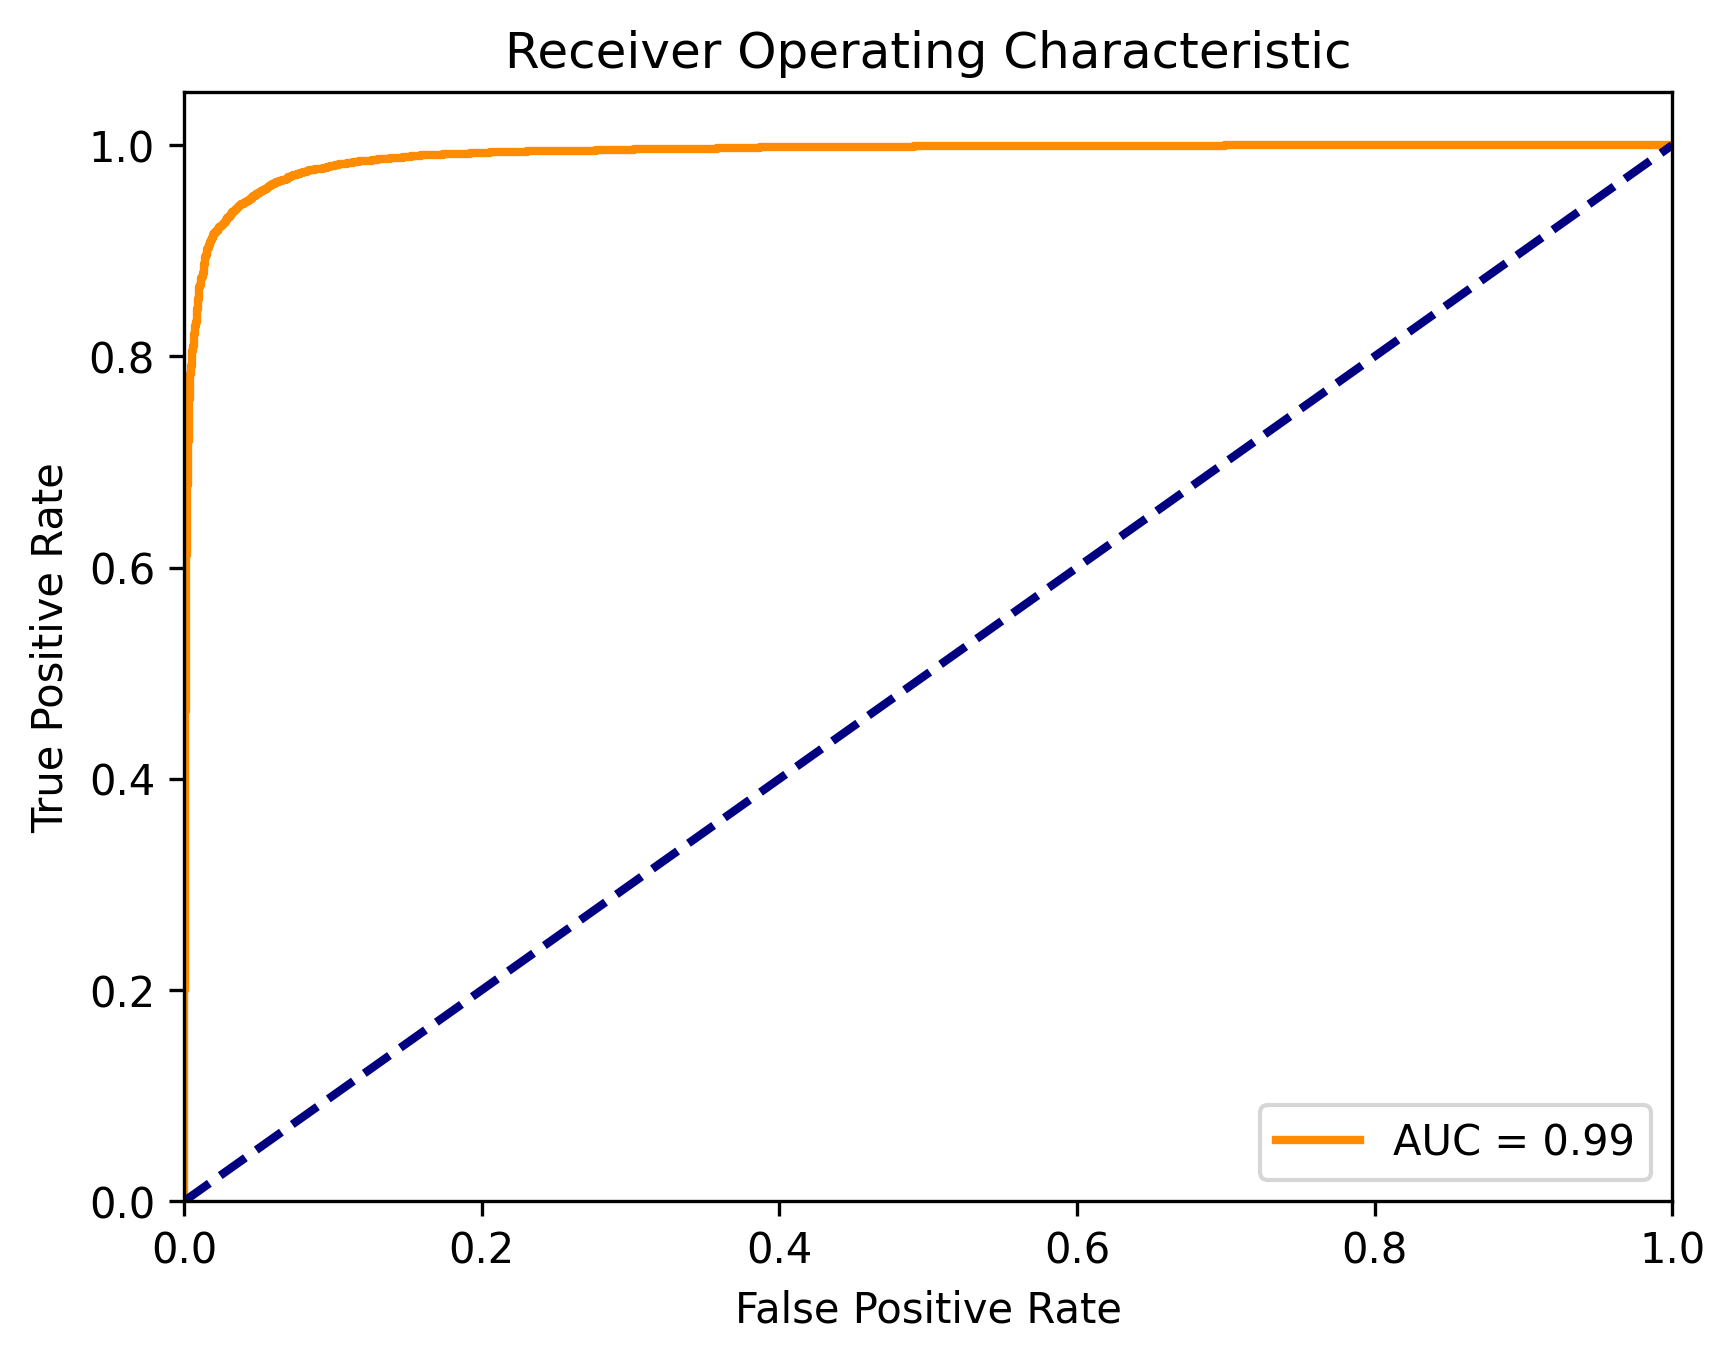 Receiver Operating Characteristic
1.0
0.8
0.6
0.4
0.2
0.0
True Positive Rate
AUC = 0.99
0.0 0.2 0.4 0.6 0.8 1.0
False Positive Rate